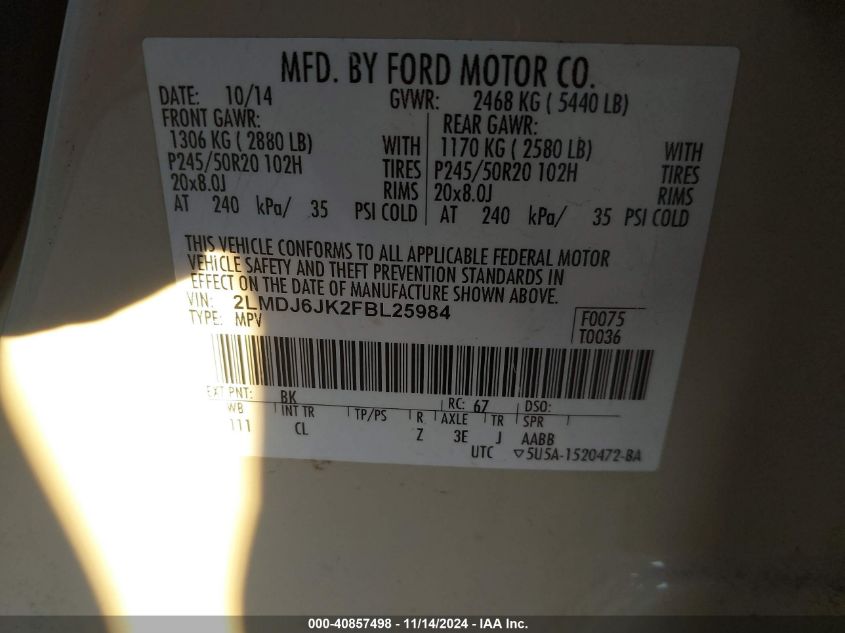 MFD. BY FORD MOTOR CO.
DATE: 10/14 GVWR: 2468 KG ( 5440 LB)
FRONT GAWR: REAR GAWR:
1306 KG ( 2880 LB) WITH 1170 KG ( 2580 LB) WITH
P245/50R20 102H TIRES P245/50R20 102H TIRES
20x8.0J RIMS 20x8.0J RIMS
AT 240 kPa/ 35 PSI COLD AT 240 kPa/ 35 PSI COLD
THIS VEHICLE CONFORMS TO ALL APPLICABLE FEDERAL MOTOR
VEHICLE SAFETY AND THEFT PREVENTION STANDARDS IN
EFFECT ON THE DATE OF MANUFACTURE SHOWN ABOVE.
VIN: 2LMDJ6JK2FBL25984 F0075
TYPE: MPV T0036
EXT PNT: BK RC: 67 DSO:
WB INT TR TP/PS R AXLE TR SPR
111 CL Z 3E J AABB
UTC ▽5U5A-1520472-BA
000-40857498 - 11/14/2024 - IAA Inc.